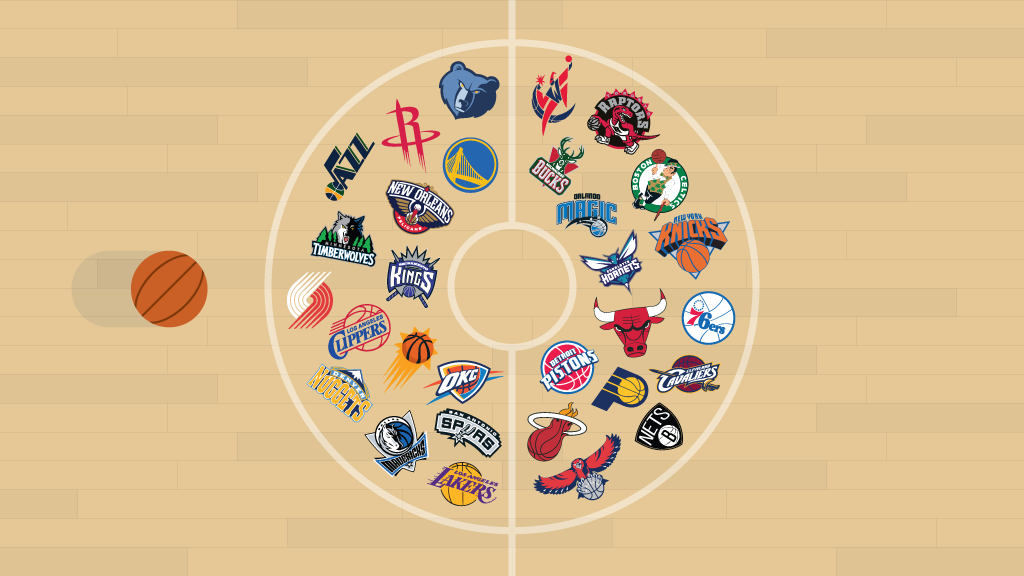 JAZZ
R
NEW ORLEANS
PELICANS
TIMBERWOLVES
KINGS
LOS ANGELES
CLIPPERS
OKC
NUGGETS
SAN ANTONIO
SPURS
MAVERICKS
LOS ANGELES
LAKERS
RAPTORS
BUCKS
BOSTON
CELTICS
ORLANDO
MAGIC
NEW YORK
KNICKS
CHARLOTTE
HORNETS
76ers
DETROIT
PISTONS
P
CAVALIERS
NETS
B